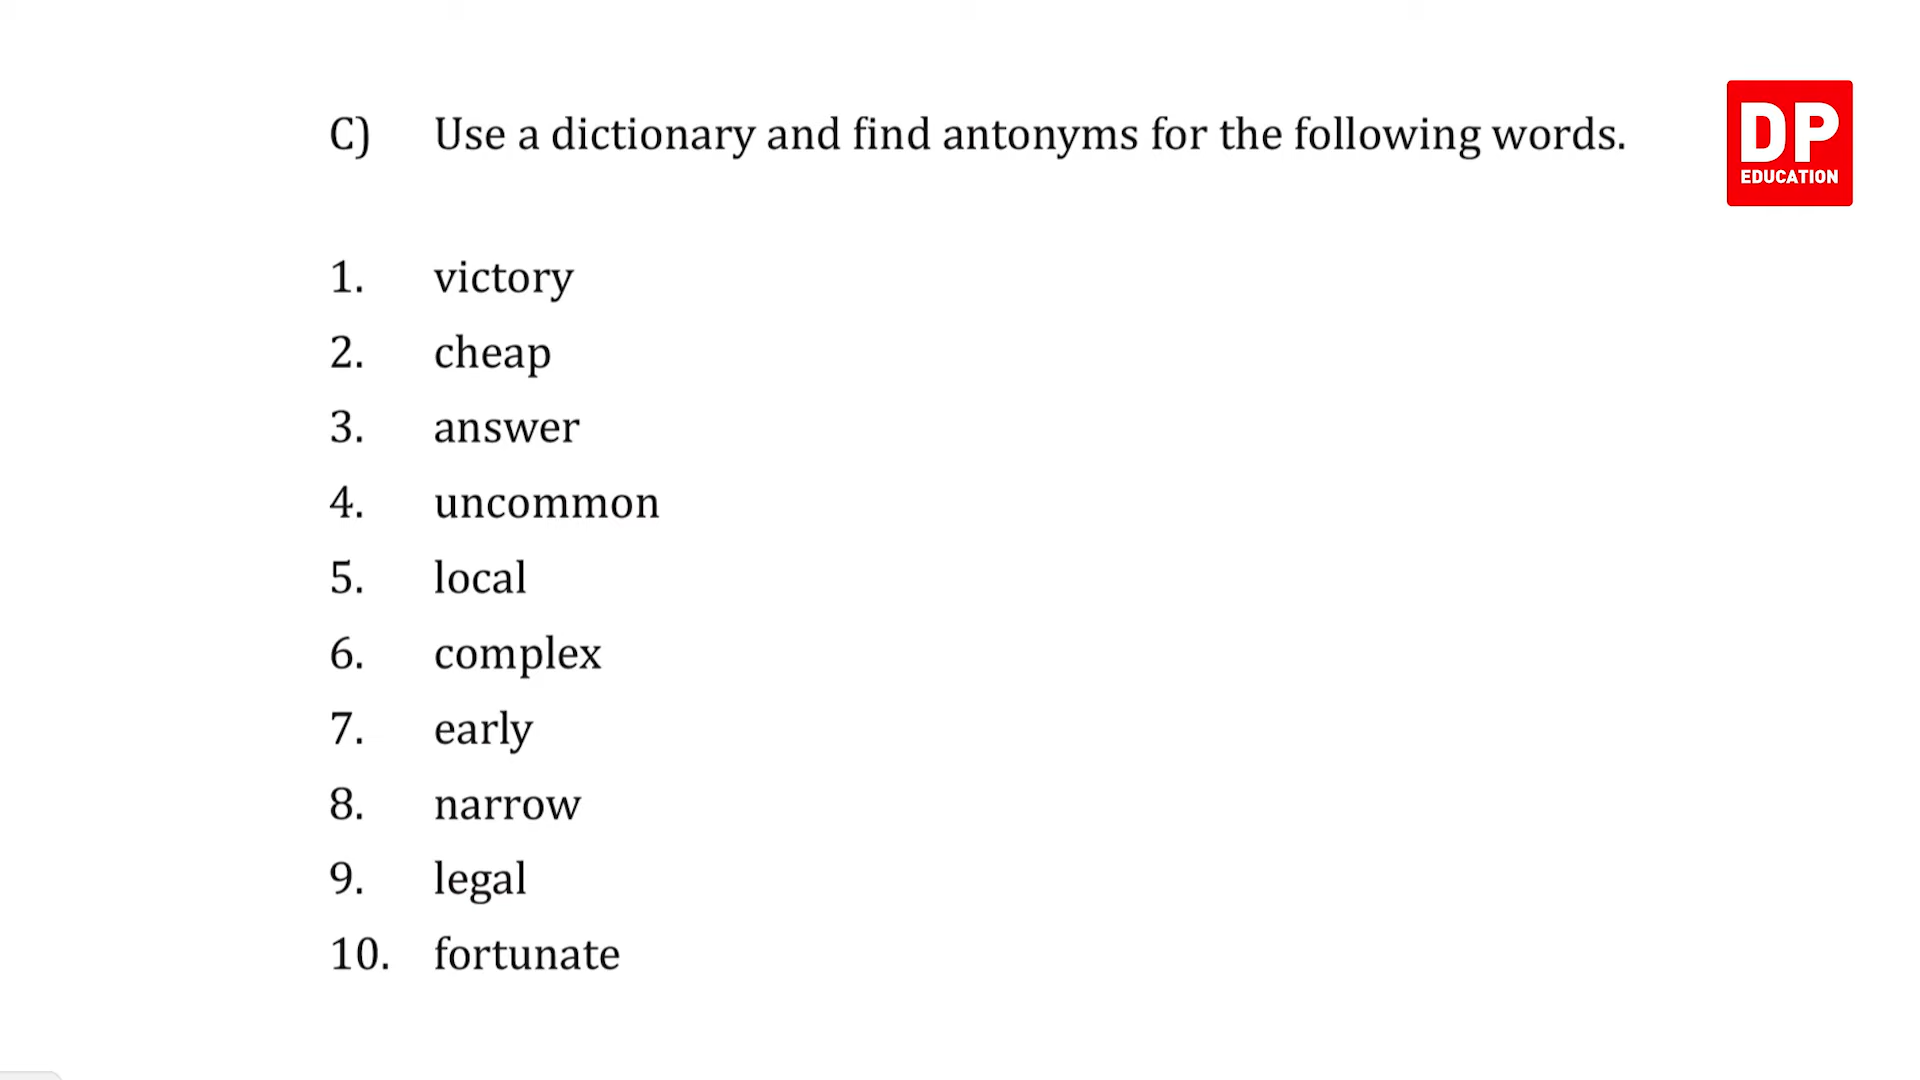 C) Use a dictionary and find antonyms for the following words.
DP
EDUCATION
1. victory
2. cheap
3. answer
4. uncommon
5. local
6. complex
7. early
8. narrow
9. legal
10. fortunate